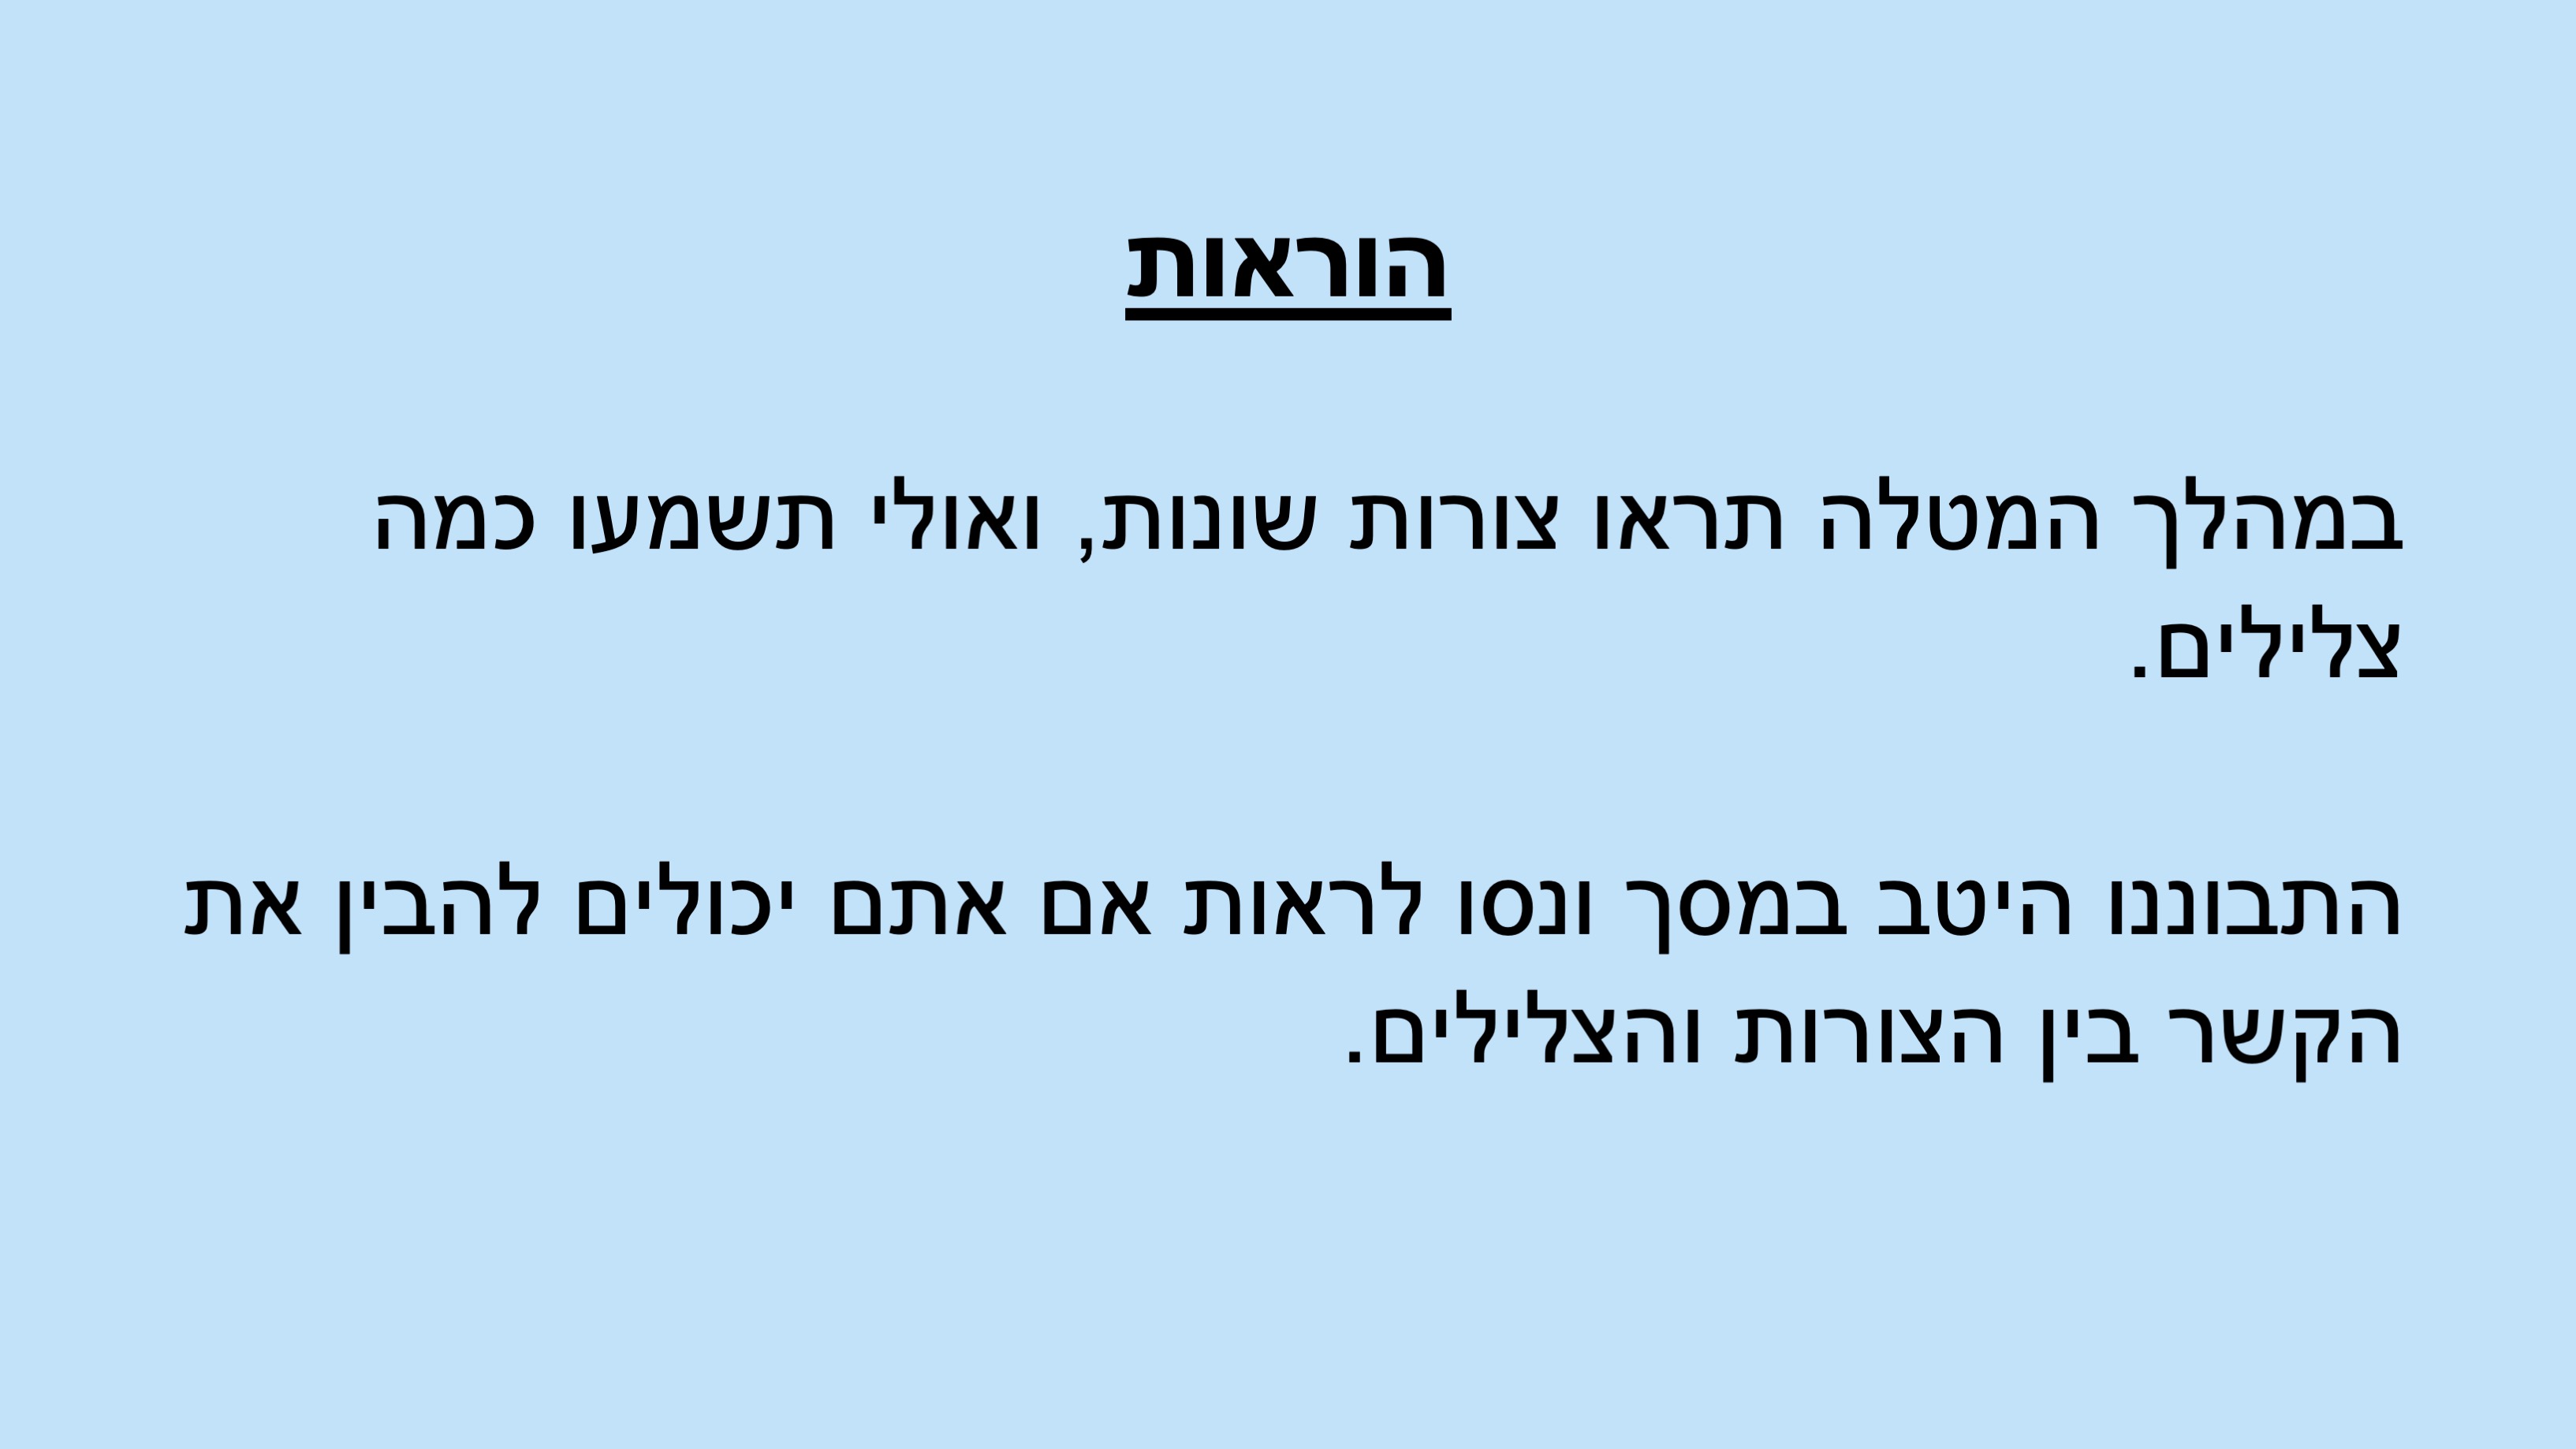 הוראות
במהלך המטלה תראו צורות שונות, ואולי תשמעו כמה
צלילים.
התבוננו היטב במסך ונסו לראות אם אתם יכולים להבין את
הקשר בין הצורות והצלילים.